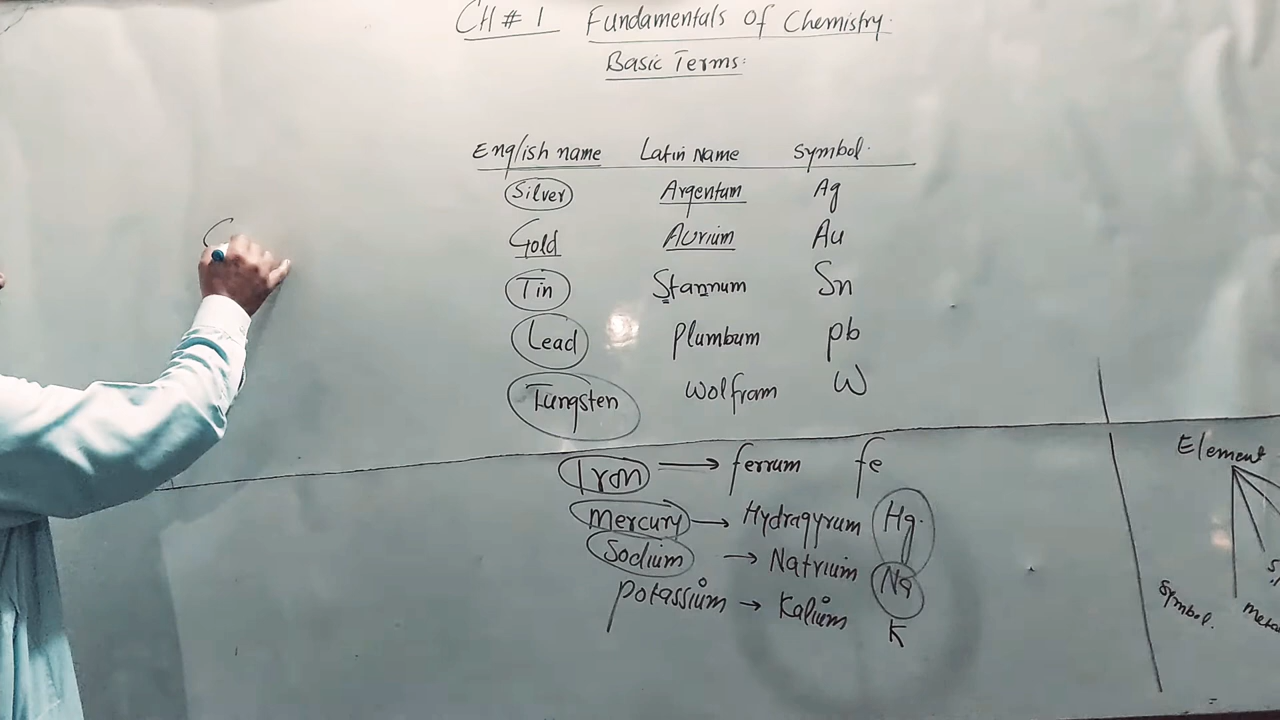 CH # 1 Fundamentals of Chemistry.
Basic Terms:
English name Latin Name Symbol.
Silver Argentum Ag
Gold Aurium Au
Tin Stannum Sn
Lead Plumbum pb
Tungsten Wolfram W
Iron → ferrum fe
Mercury → Hydragyrum Hg.
Sodium → Natrium Na
potassium → Kalium K
Element
Symbol.